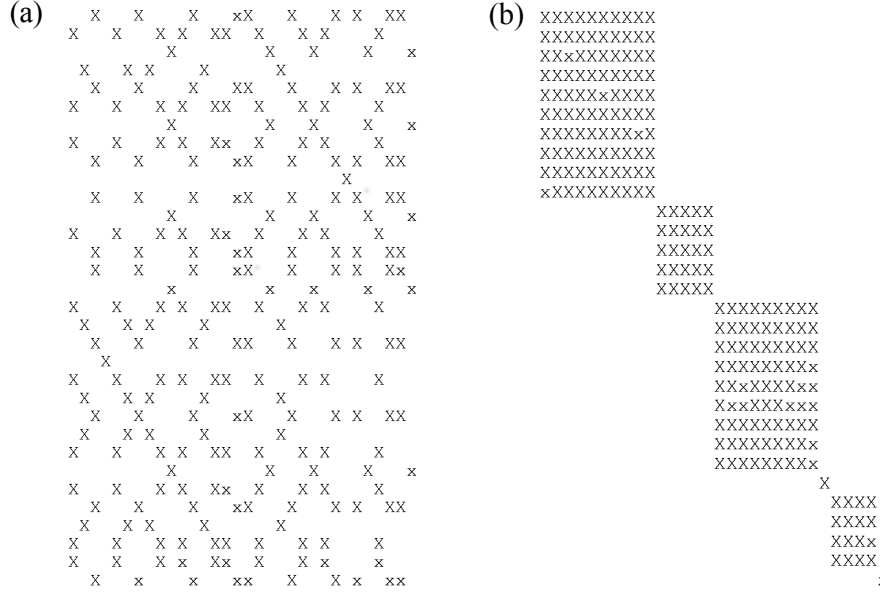 (a)
X X X xX X X X XX
X X X X XX X X X X
X X X X x
X X X X X
X X X XX X X X XX
X X X X XX X X X X
X X X X x
X X X X Xx X X X X
X X X xX X X X XX
X
X X X xX X X X XX
X X X X x
X X X X Xx X X X X
X X X xX X X X XX
X X X xX X X X Xx
x x x x x
X X X X XX X X X X
X X X X X
X X X XX X X X XX
X
X X X X XX X X X X
X X X X X
X X X xX X X X XX
X X X X X
X X X X XX X X X X
X X X X x
X X X X Xx X X X X
X X X xX X X X XX
X X X X X
X X X X XX X X X X
X X X x Xx X X X X
X x x xx X X x xx
(b)
XXXXXXXXXX
XXXXXXXXXX
XXxXXXXXXX
XXXXXXXXXX
XXXXXxXXXX
XXXXXXXXXX
XXXXXXXXxX
XXXXXXXXXX
XXXXXXXXXX
xXXXXXXXXX
XXXXX
XXXXX
XXXXX
XXXXX
XXXXX
XXXXXXXXX
XXXXXXXXX
XXXXXXXXX
XXXXXXXXx
XXxXXXXxx
XxxXXXxxx
XXXXXXXXX
XXXXXXXXx
XXXXXXXXx
X
XXXX
XXXX
XXXx
XXXX
x